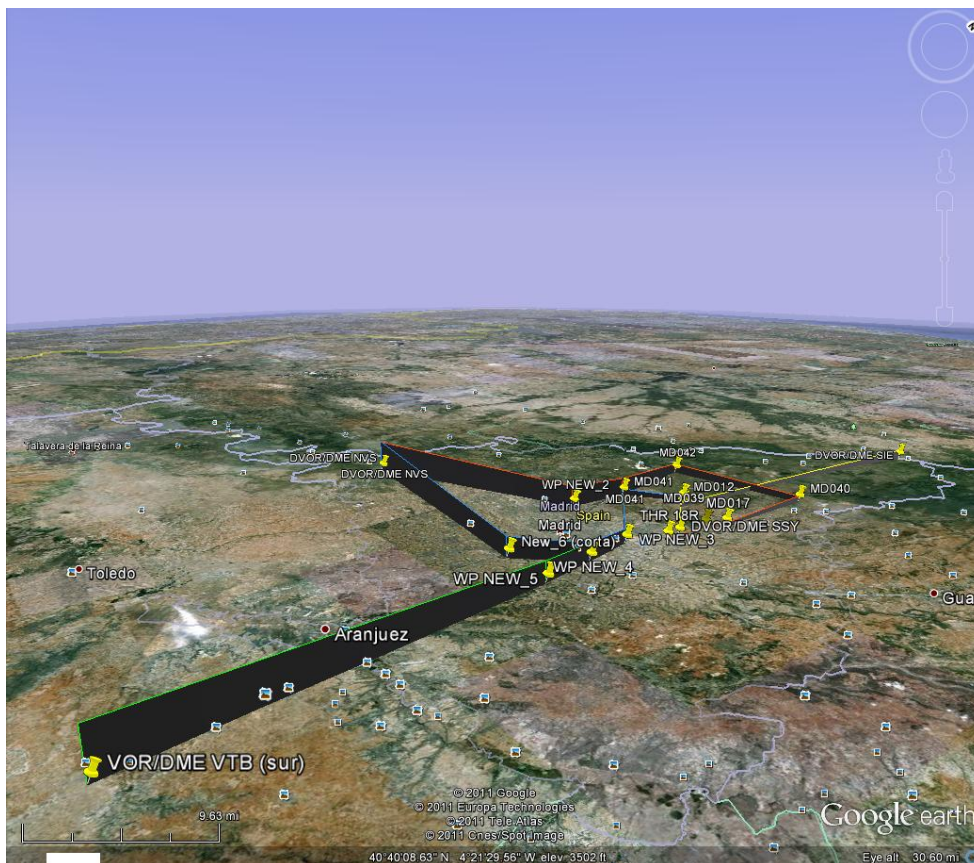 MD042
DVOR/DME-SIE
Talavera de la Reina
DVOR/DME NVS
DVOR/DME NVS
WP NEW_2
MD041
MD012
MD040
MD041
MD039
MD017
Madrid
Spain
THR 18R
Madrid
DVOR/DME SSY
New_6 (corta)
WP NEW_3
WP NEW_4
WP NEW_5
Toledo
Gua
Aranjuez
VOR/DME VTB (sur)
© 2011 Google
© 2011 Europa Technologies
© 2011 Tele Atlas
© 2011 Cnes/Spot Image
9.63 mi
Google earth
40°40'08.63" N 4°21'29.56" W elev 3502 ft
Eye alt 30.60 mi